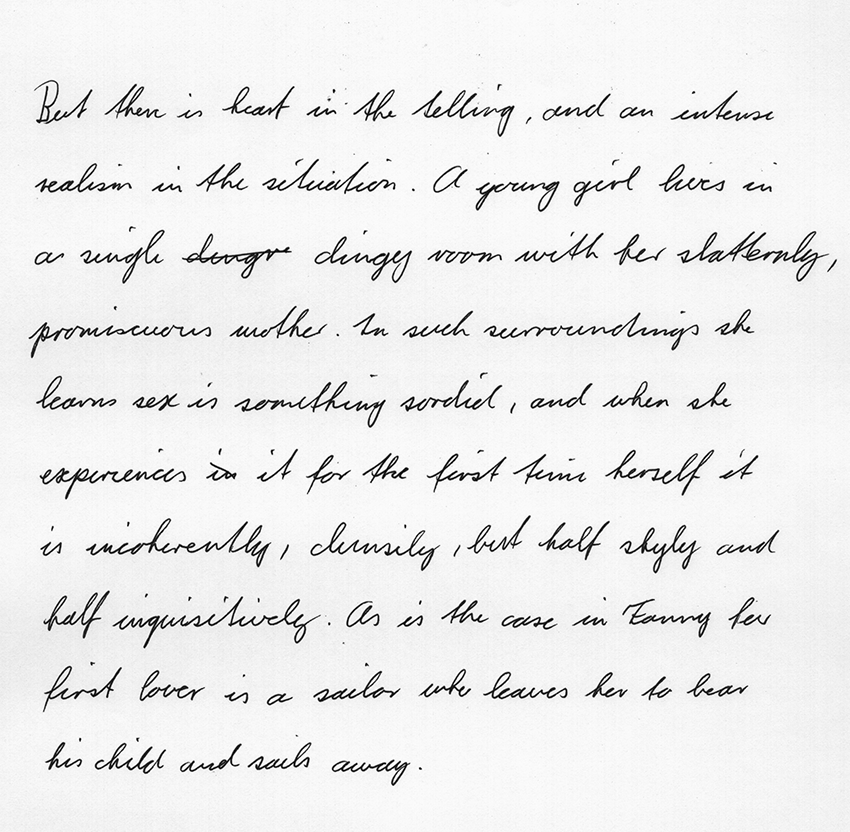 But there is heart in the telling, and an intense
realism in the situation. A young girl lives in
a single dingy room with her slatternly,
promiscuous mother. In such surroundings she
learns sex is something sordid, and when she
experiences it for the first time herself it
is incoherently, clumsily, but half shyly and
half inquisitively. As is the case in Fanny her
first lover is a sailor who leaves her to bear
his child and sails away.